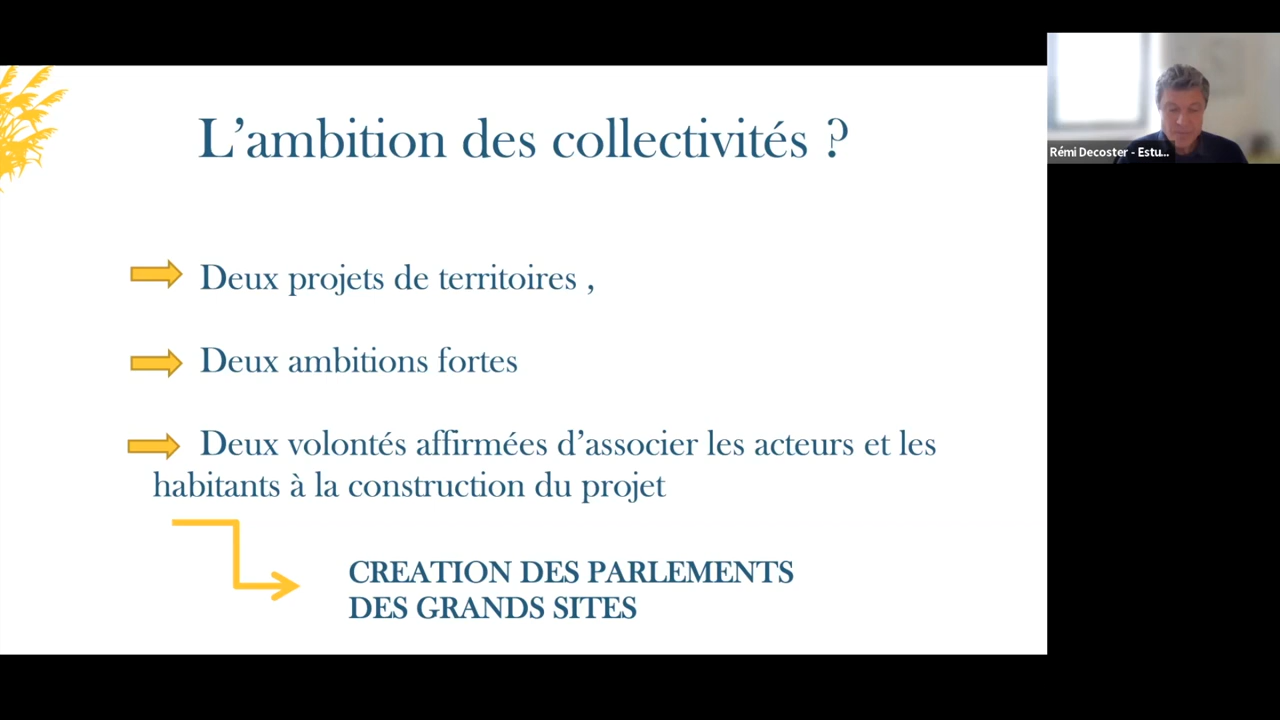 L'ambition des collectivités ?
Rémi Decoster - Estu...
Deux projets de territoires ,
Deux ambitions fortes
Deux volontés affirmées d'associer les acteurs et les
habitants à la construction du projet
CREATION DES PARLEMENTS
DES GRANDS SITES